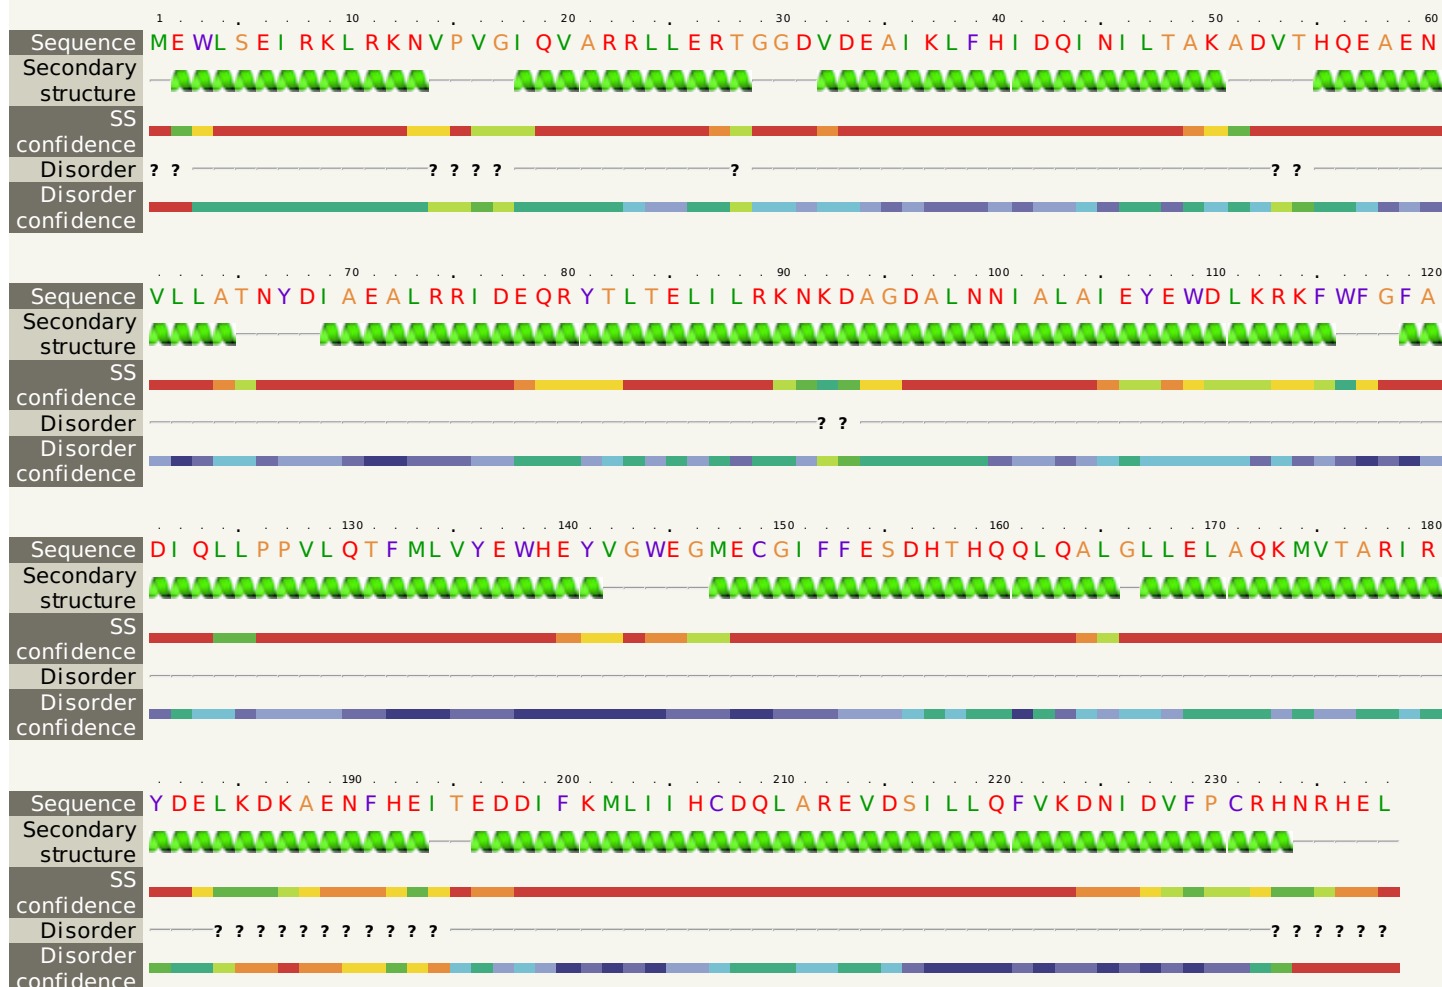 1 10 20 30 40 50 60
Sequence MEWLSEIRKLRKNVPVGIQVARRLLERTGGDVDEAIKLFHIDQINILTAKADVTHQEAEN
Secondary
structure
SS
confidence
Disorder ? ? ? ? ? ? ? ? ?
Disorder
confidence
70 80 90 100 110 120
Sequence VLLATNYDIAEALRRIDEQRYTLTELILRKNKDAGDALNNIALAIEYEWDLKRKFWFGFA
Secondary
structure
SS
confidence
Disorder ? ?
Disorder
confidence
130 140 150 160 170 180
Sequence DIQLLPPVLQTFMLVYEWHEYVGWEGMECGIFFESDHTHQQLQALGLLELAQKMVTARIR
Secondary
structure
SS
confidence
Disorder
Disorder
confidence
190 200 210 220 230
Sequence YDELKDKAENFHEITEDDIFKMLIIHCDQLAREVDSILLQFVKDNIDVFPCRHNRHEL
Secondary
structure
SS
confidence
Disorder ? ? ? ? ? ? ? ? ? ? ? ? ? ? ? ? ?
Disorder
confidence